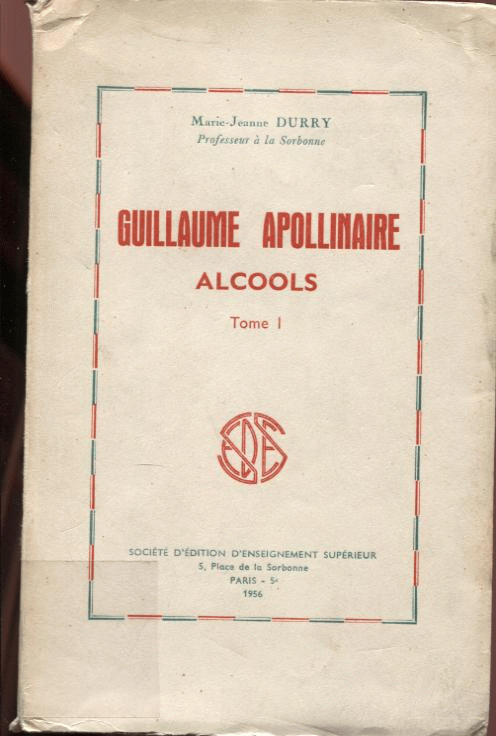 Marie-Jeanne DURRY
Professeur à la Sorbonne
GUILLAUME APOLLINAIRE
ALCOOLS
Tome I
SEDES
SOCIÉTÉ D'ÉDITION D'ENSEIGNEMENT SUPÉRIEUR
5, Place de la Sorbonne
PARIS - 5e
1956